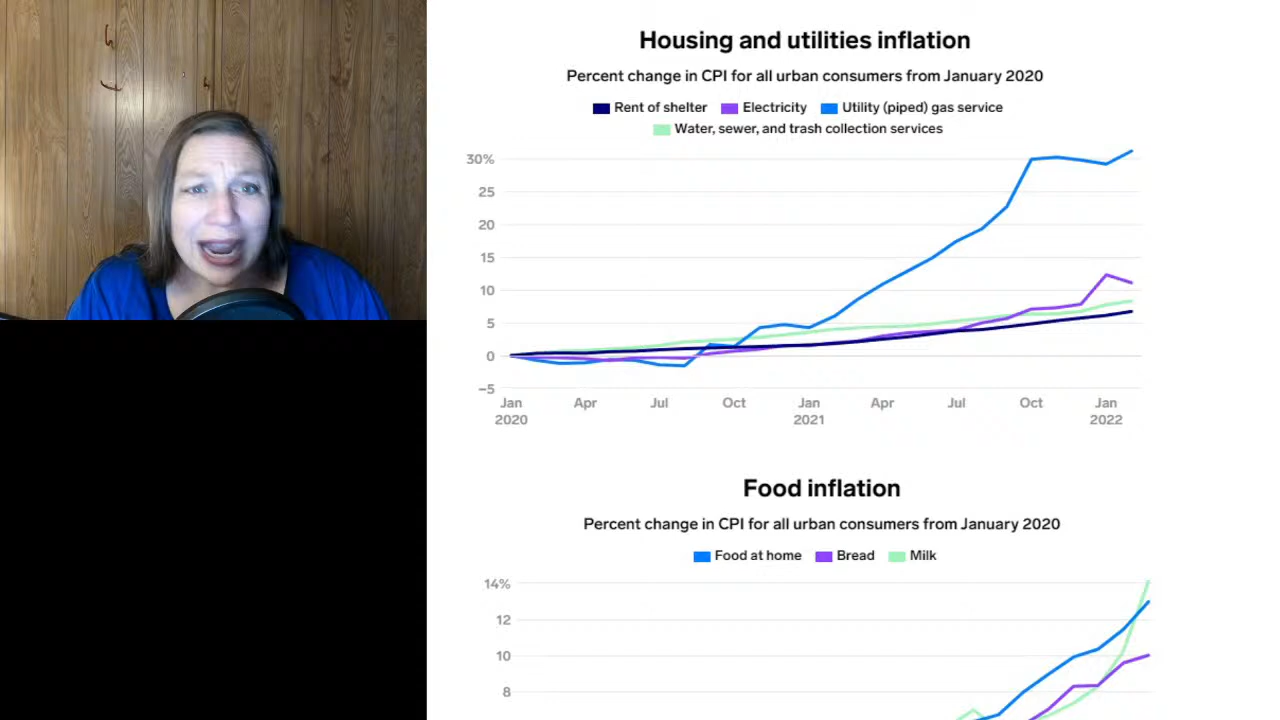 Housing and utilities inflation
Percent change in CPI for all urban consumers from January 2020
Rent of shelter Electricity Utility (piped) gas service
Water, sewer, and trash collection services
30%
25
20
15
10
5
0
–5
Jan Apr Jul Oct Jan Apr Jul Oct Jan
2020 2021 2022
Food inflation
Percent change in CPI for all urban consumers from January 2020
Food at home Bread Milk
14%
12
10
8